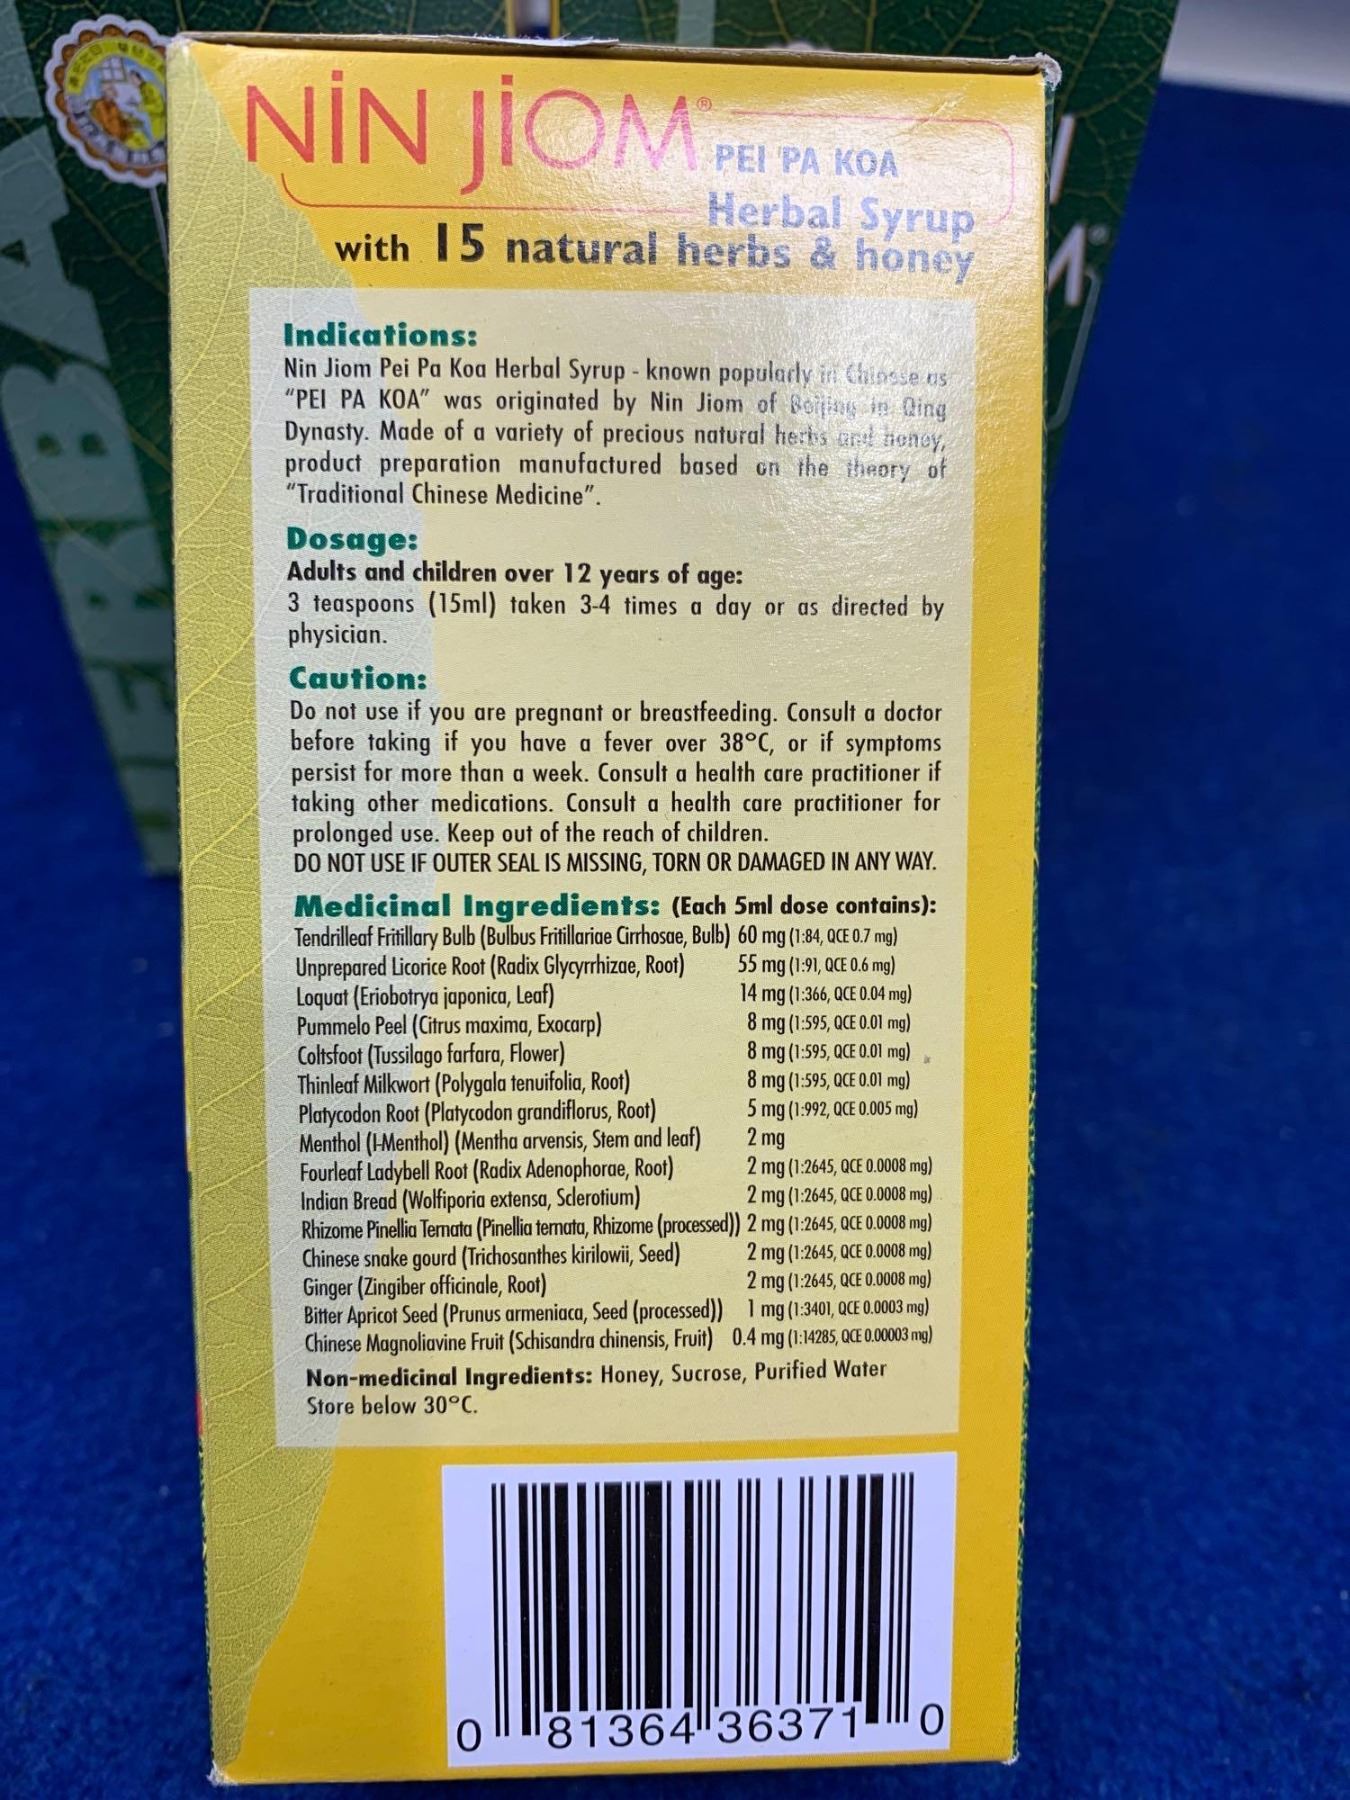 NiN JiOM®
PEI PA KOA
Herbal Syrup
with 15 natural herbs & honey
Indications:
Nin Jiom Pei Pa Koa Herbal Syrup - known popularly in Chinese as
“PEI PA KOA” was originated by Nin Jiom of Beijing in Qing
Dynasty. Made of a variety of precious natural herbs and honey,
product preparation manufactured based on the theory of
“Traditional Chinese Medicine”.
Dosage:
Adults and children over 12 years of age:
3 teaspoons (15ml) taken 3-4 times a day or as directed by
physician.
Caution:
Do not use if you are pregnant or breastfeeding. Consult a doctor
before taking if you have a fever over 38°C, or if symptoms
persist for more than a week. Consult a health care practitioner if
taking other medications. Consult a health care practitioner for
prolonged use. Keep out of the reach of children.
DO NOT USE IF OUTER SEAL IS MISSING, TORN OR DAMAGED IN ANY WAY.
Medicinal Ingredients: (Each 5ml dose contains):
Tendrilleaf Fritillary Bulb (Bulbus Fritillariae Cirrhosae, Bulb) 60 mg (1:84, QCE 0.7 mg)
Unprepared Licorice Root (Radix Glycyrrhizae, Root) 55 mg (1:91, QCE 0.6 mg)
Loquat (Eriobotrya japonica, Leaf) 14 mg (1:366, QCE 0.04 mg)
Pummelo Peel (Citrus maxima, Exocarp) 8 mg (1:595, QCE 0.01 mg)
Coltsfoot (Tussilago farfara, Flower) 8 mg (1:595, QCE 0.01 mg)
Thinleaf Milkwort (Polygala tenuifolia, Root) 8 mg (1:595, QCE 0.01 mg)
Platycodon Root (Platycodon grandiflorus, Root) 5 mg (1:992, QCE 0.005 mg)
Menthol (l-Menthol) (Mentha arvensis, Stem and leaf) 2 mg
Fourleaf Ladybell Root (Radix Adenophorae, Root) 2 mg (1:2645, QCE 0.0008 mg)
Indian Bread (Wolfiporia extensa, Sclerotium) 2 mg (1:2645, QCE 0.0008 mg)
Rhizome Pinellia Ternata (Pinellia ternata, Rhizome (processed)) 2 mg (1:2645, QCE 0.0008 mg)
Chinese snake gourd (Trichosanthes kirilowii, Seed) 2 mg (1:2645, QCE 0.0008 mg)
Ginger (Zingiber officinale, Root) 2 mg (1:2645, QCE 0.0008 mg)
Bitter Apricot Seed (Prunus armeniaca, Seed (processed)) 1 mg (1:3401, QCE 0.0003 mg)
Chinese Magnoliavine Fruit (Schisandra chinensis, Fruit) 0.4 mg (1:14285, QCE 0.00003 mg)
Non-medicinal Ingredients: Honey, Sucrose, Purified Water
Store below 30°C.
0 81364 36371 0